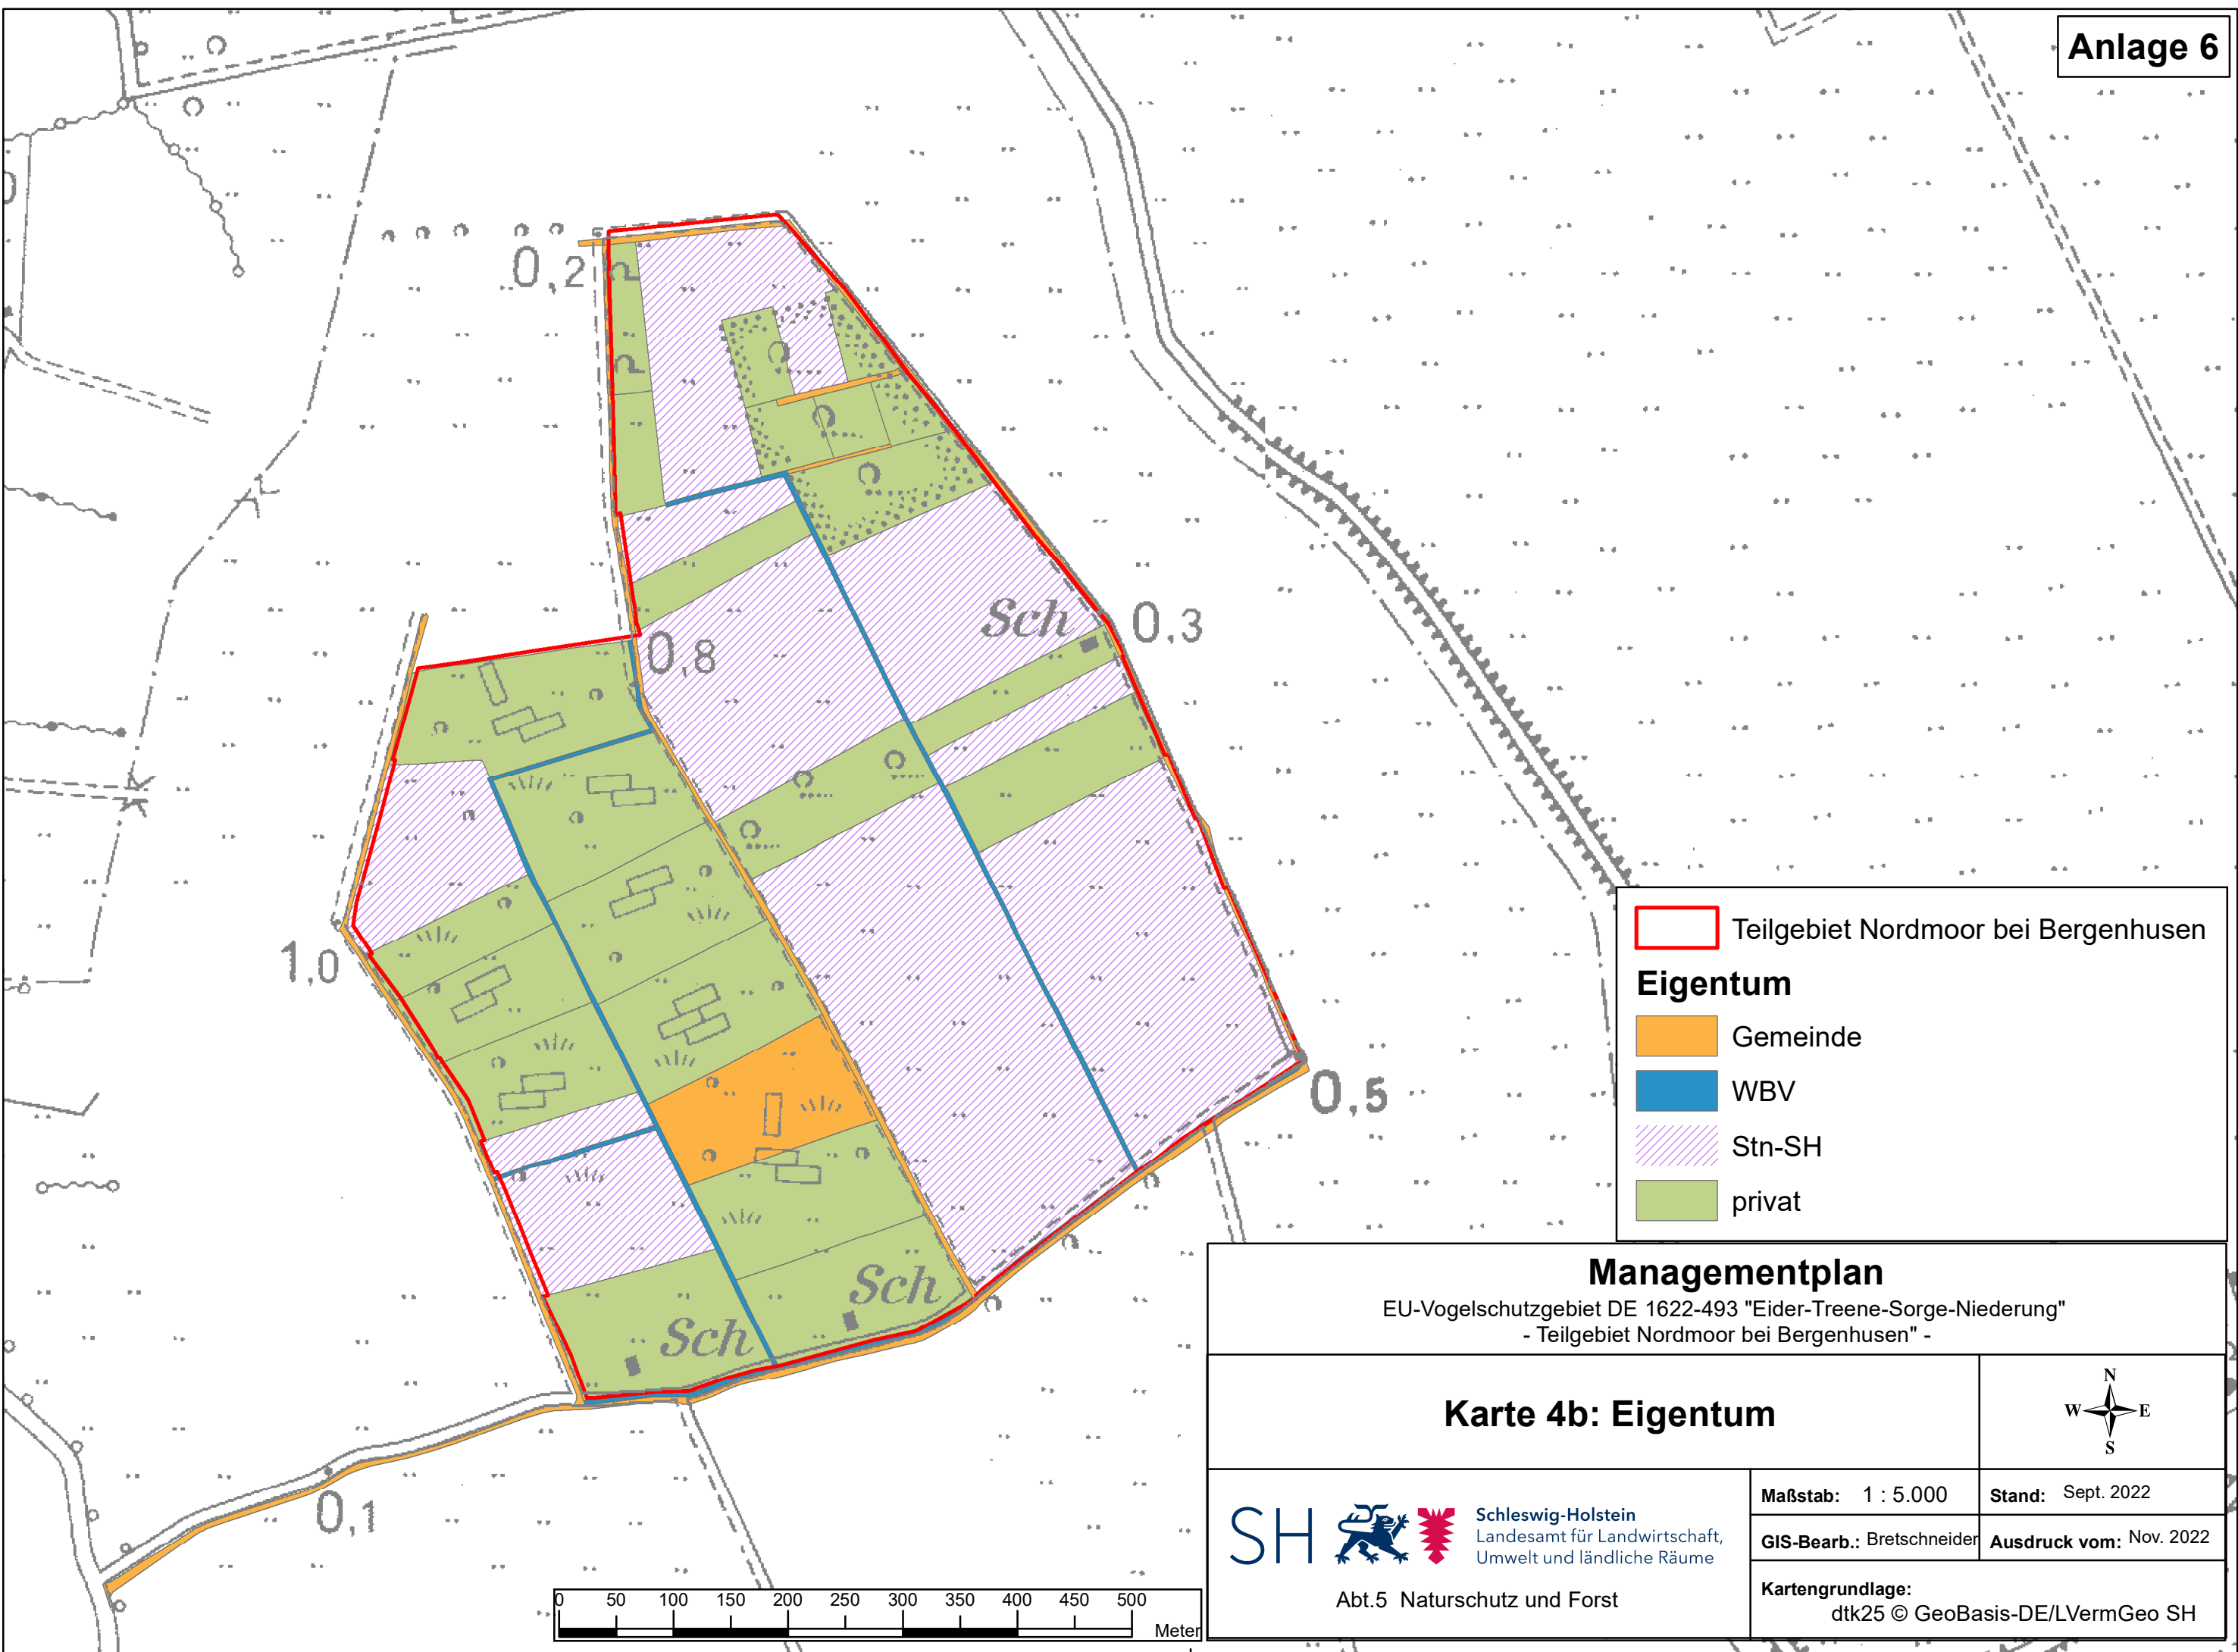 Anlage 6
0,2
Sch
0,3
0,8
1,0
0,5
Sch
Sch
0,1
Teilgebiet Nordmoor bei Bergenhusen
Eigentum
Gemeinde
WBV
Stn-SH
privat
Managementplan
EU-Vogelschutzgebiet DE 1622-493 "Eider-Treene-Sorge-Niederung"
- Teilgebiet Nordmoor bei Bergenhusen" -
Karte 4b: Eigentum
N
W E
S
SH
Schleswig-Holstein
Landesamt für Landwirtschaft,
Umwelt und ländliche Räume
Abt.5 Naturschutz und Forst
Maßstab: 1 : 5.000
Stand: Sept. 2022
GIS-Bearb.: Bretschneider
Ausdruck vom: Nov. 2022
Kartengrundlage:
dtk25 © GeoBasis-DE/LVermGeo SH
0 50 100 150 200 250 300 350 400 450 500
Meter